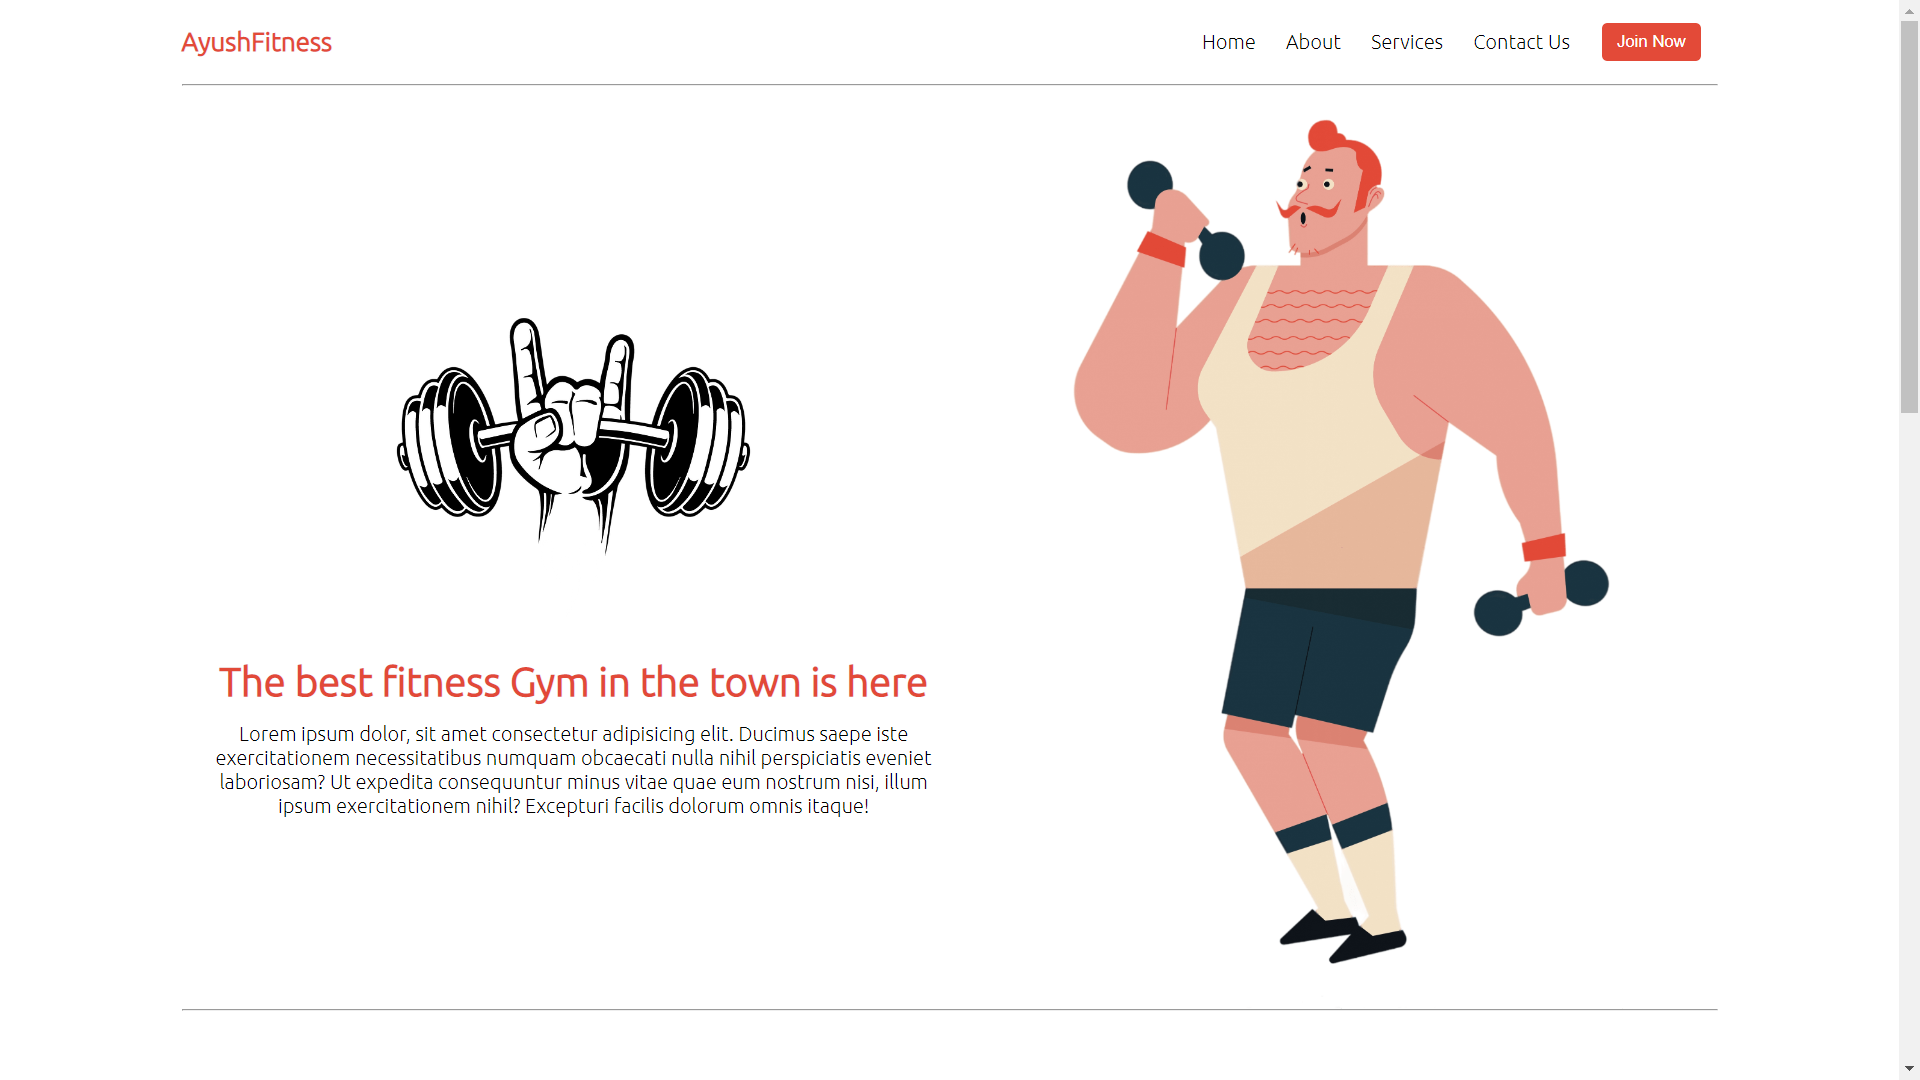 AyushFitness
Home About Services Contact Us Join Now
The best fitness Gym in the town is here
Lorem ipsum dolor, sit amet consectetur adipisicing elit. Ducimus saepe iste
exercitationem necessitatibus numquam obcaecati nulla nihil perspiciatis eveniet
laboriosam? Ut expedita consequuntur minus vitae quae eum nostrum nisi, illum
ipsum exercitationem nihil? Excepturi facilis dolorum omnis itaque!